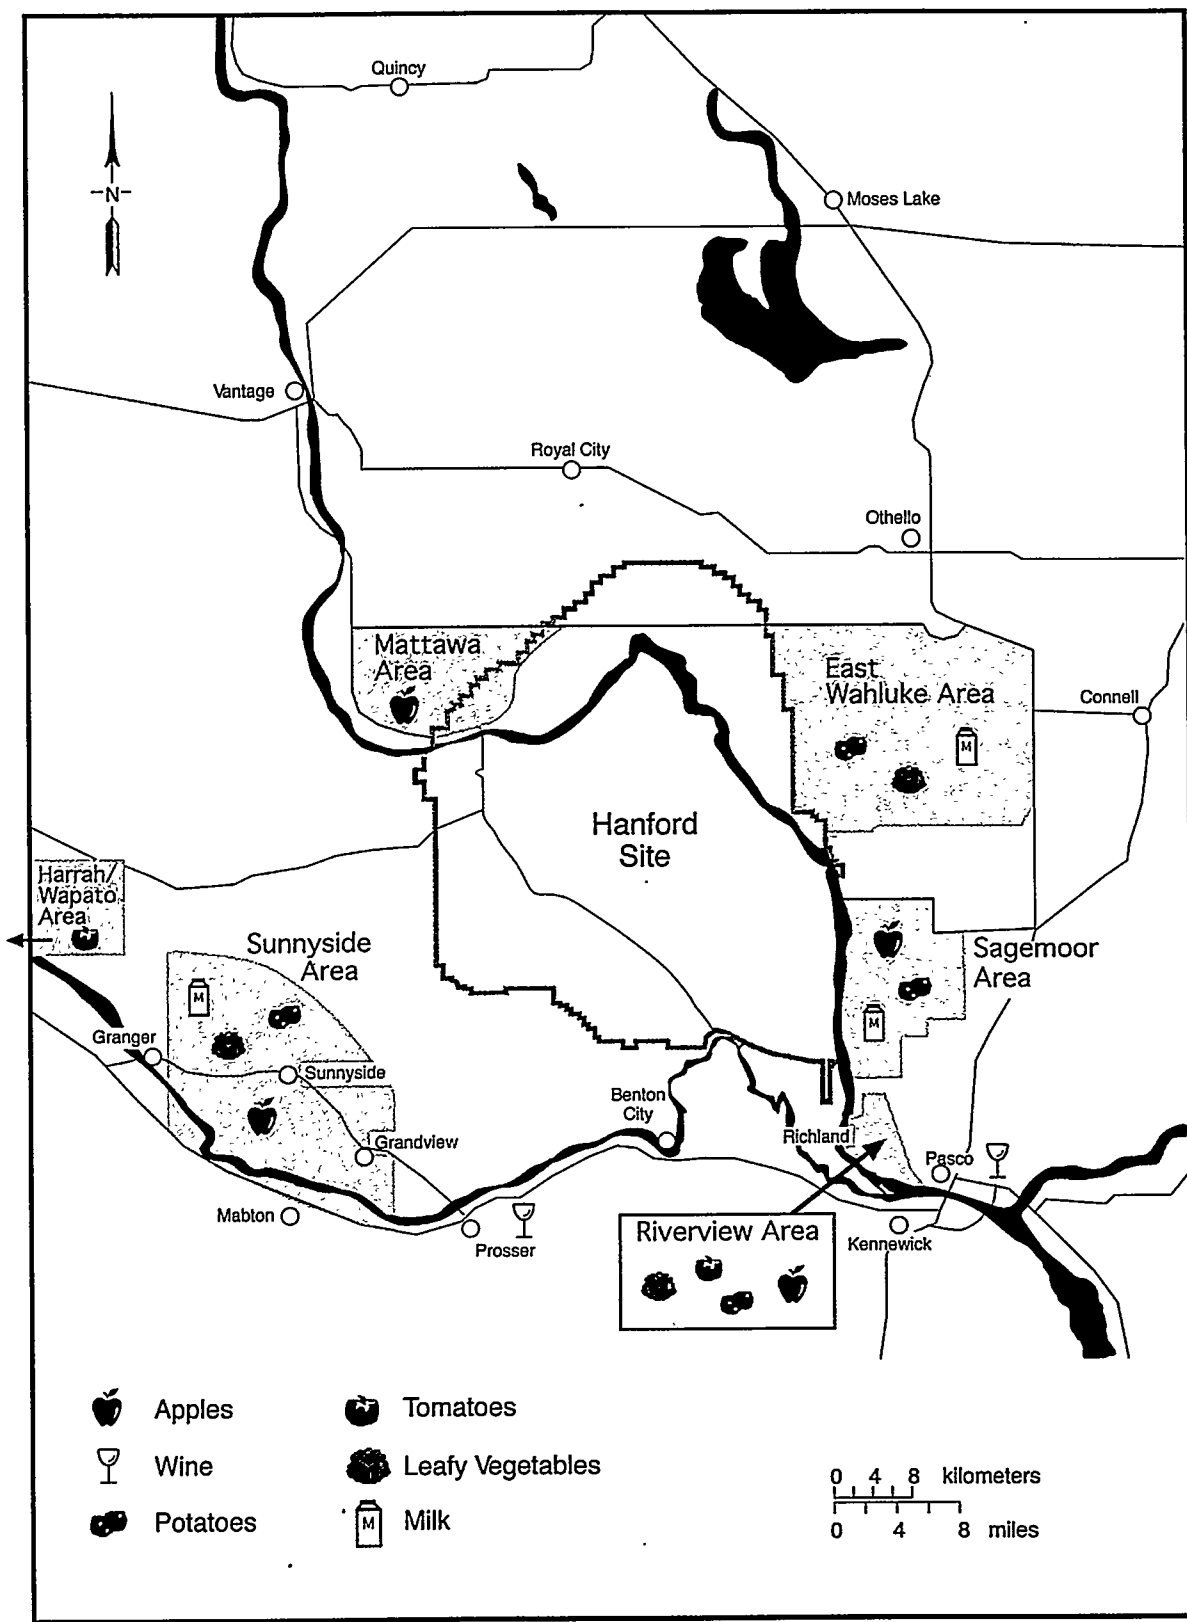 Quincy
N
Moses Lake
Vantage
Royal City
Othello
Mattawa
Area
East
Wahluke Area
Connell
M
Hanford
Site
Harrah/
Wapato
Area
Sunnyside
Area
Sagemoor
Area
M
M
Granger
Sunnyside
Benton
City
Richland
Grandview
Pasco
Mabton
Prosser
Kennewick
Riverview Area
Apples
Tomatoes
Wine
Leafy Vegetables
Potatoes
M
Milk
0 4 8 kilometers
0 4 8 miles